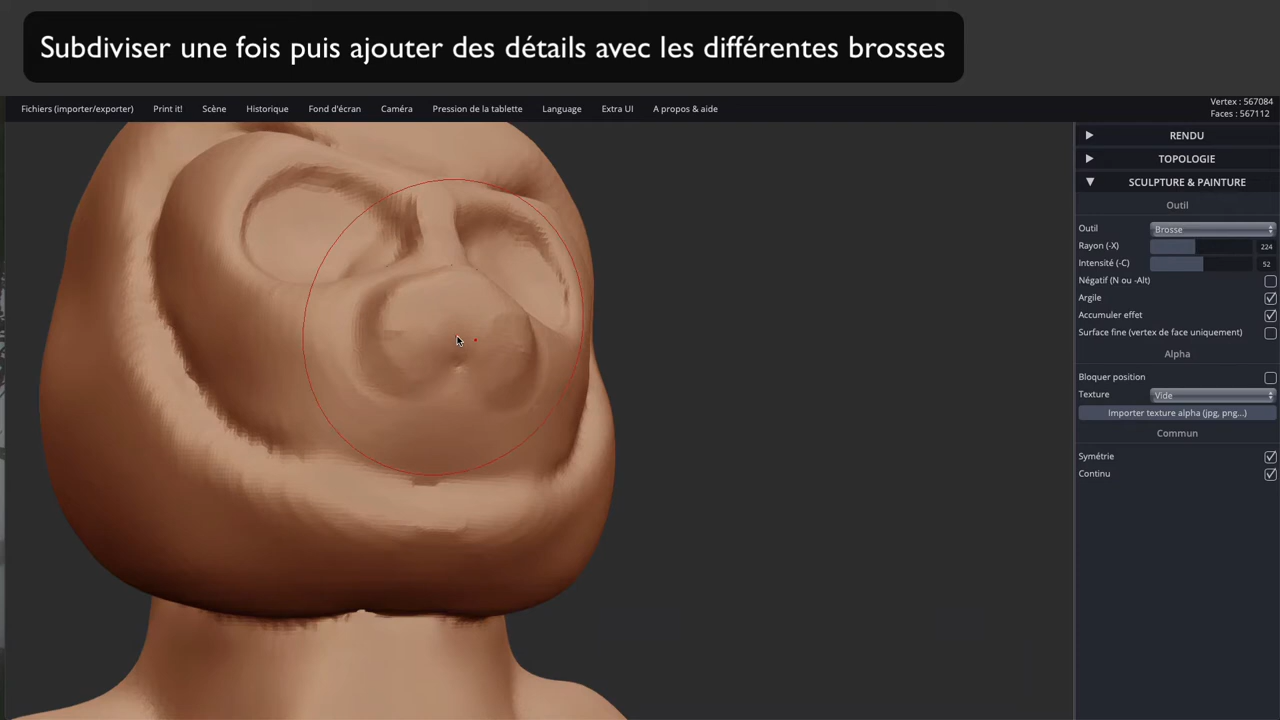 Subdiviser une fois puis ajouter des détails avec les différentes brosses
Fichiers (importer/exporter) Print it! Scène Historique Fond d'écran Caméra Pression de la tablette Language Extra UI A propos & aide
Vertex : 567084
Faces : 567112
RENDU
TOPOLOGIE
SCULPTURE & PAINTURE
Outil
Outil Brosse
Rayon (-X) 224
Intensité (-C) 52
Négatif (N ou -Alt)
Argile
Accumuler effet
Surface fine (vertex de face uniquement)
Alpha
Bloquer position
Texture Vide
Importer texture alpha (jpg, png...)
Commun
Symétrie
Continu